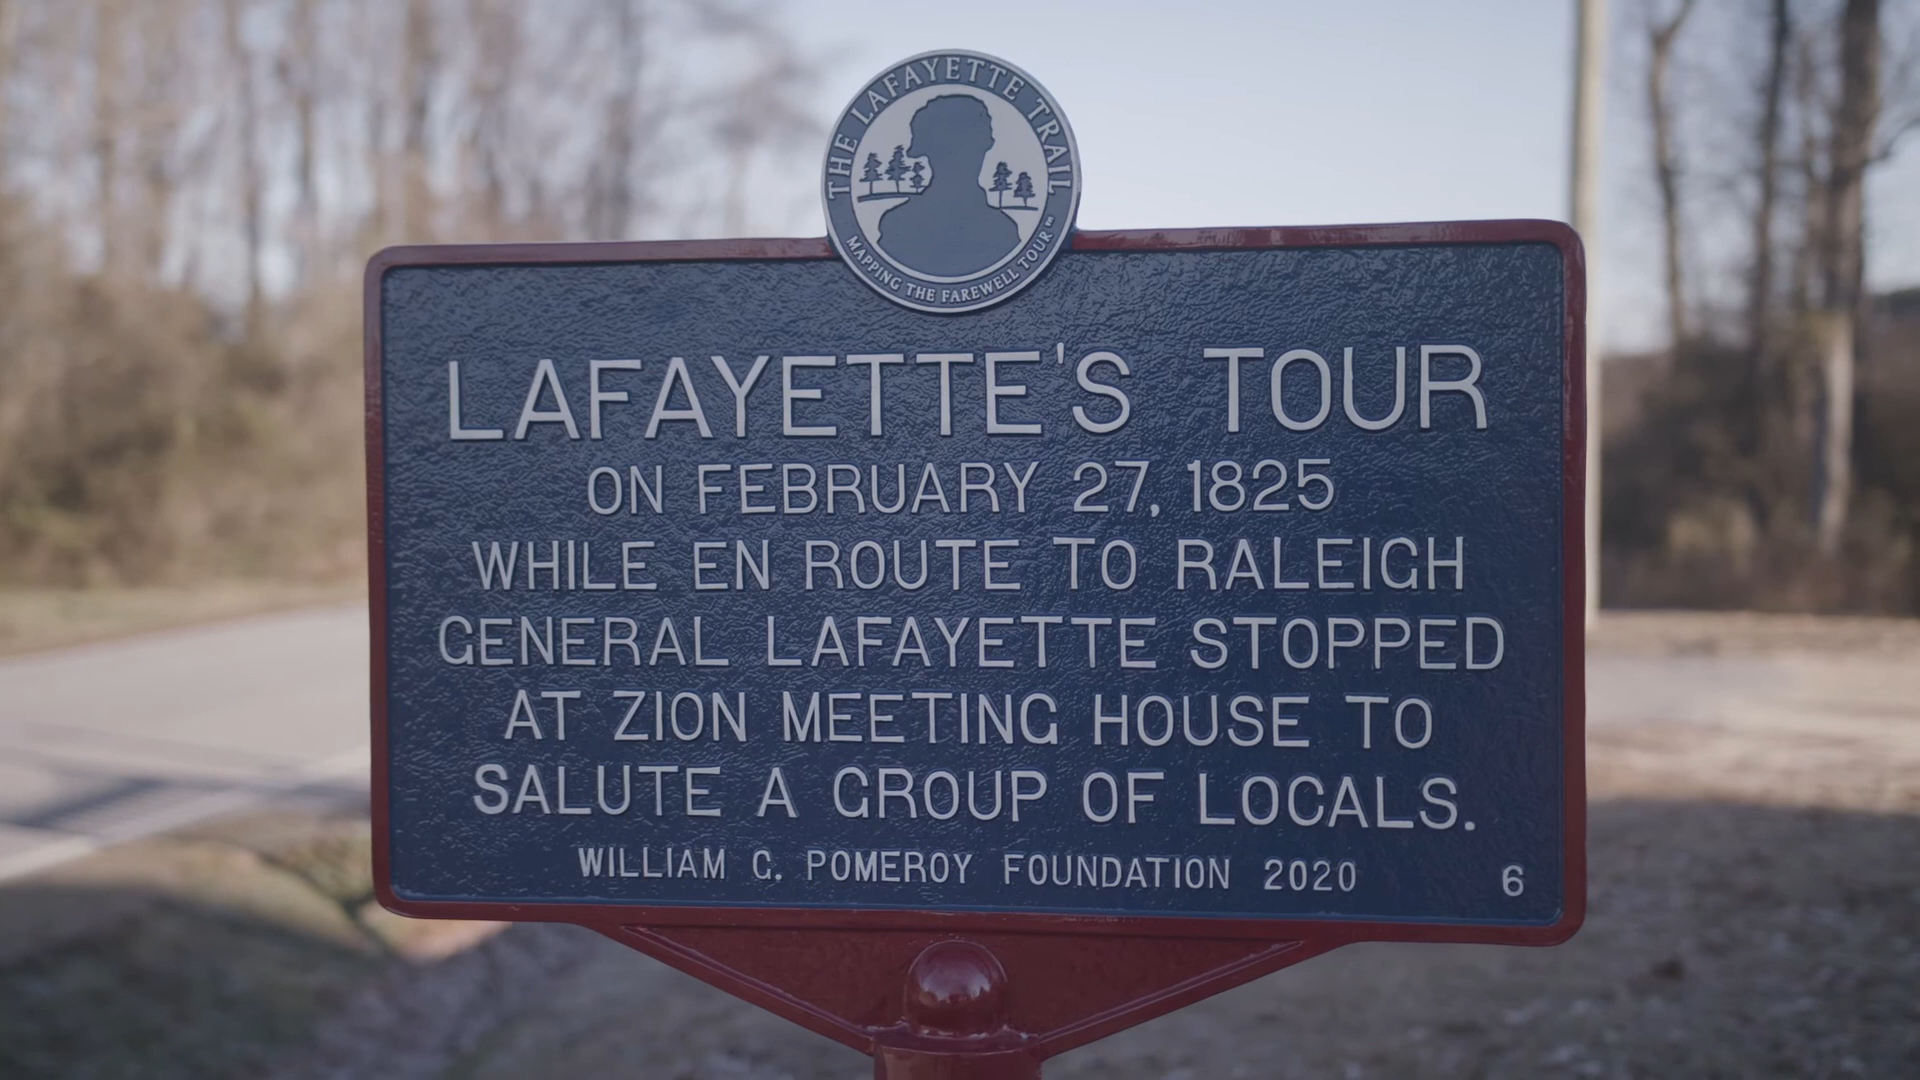 THE LAFAYETTE TRAIL
MAPPING THE FAREWELL TOUR
LAFAYETTE'S TOUR
ON FEBRUARY 27, 1825
WHILE EN ROUTE TO RALEIGH
GENERAL LAFAYETTE STOPPED
AT ZION MEETING HOUSE TO
SALUTE A GROUP OF LOCALS.
WILLIAM G. POMEROY FOUNDATION 2020
6